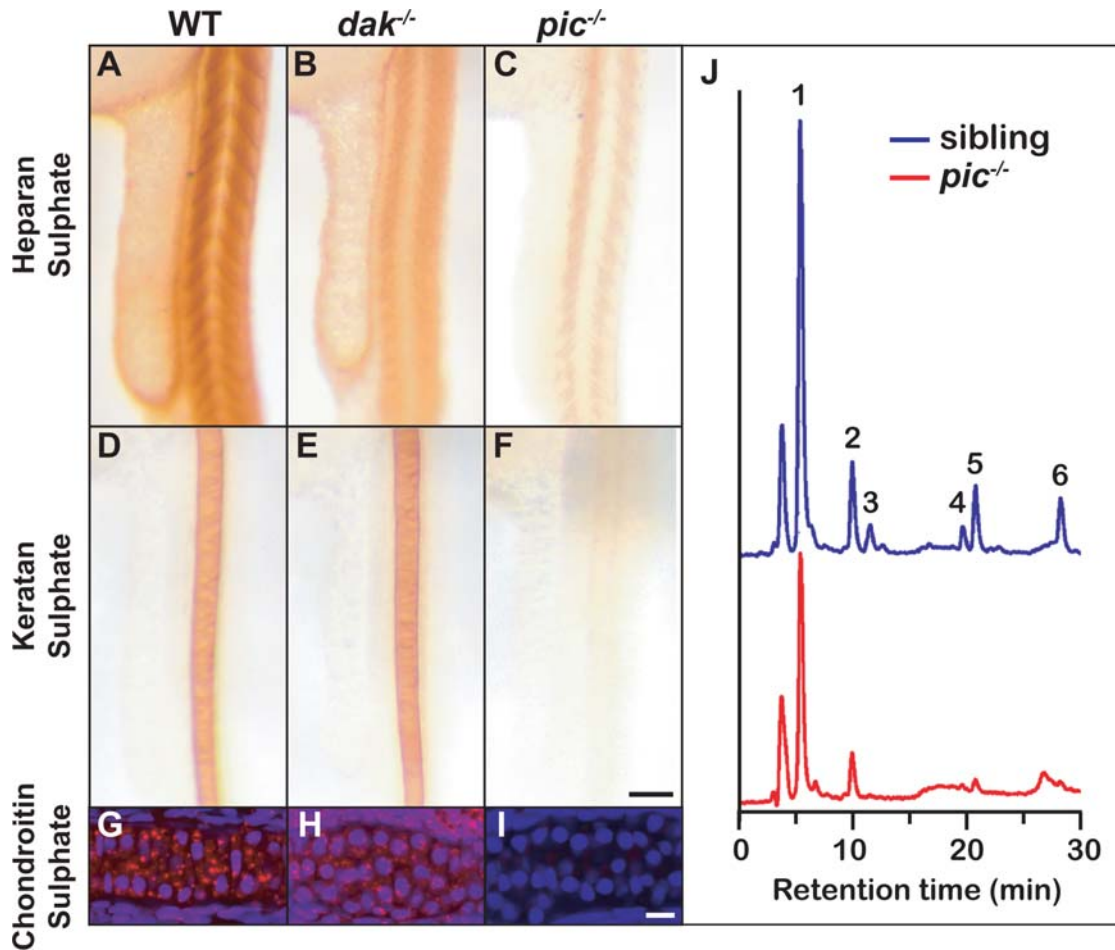 WT dak-/- pic-/-
A B C
J
1
sibling
pic-/-
Heparan
Sulphate
D E F
2 3 4 5 6
Keratan
Sulphate
G H I
Chondroitin
Sulphate
0 10 20 30
Retention time (min)